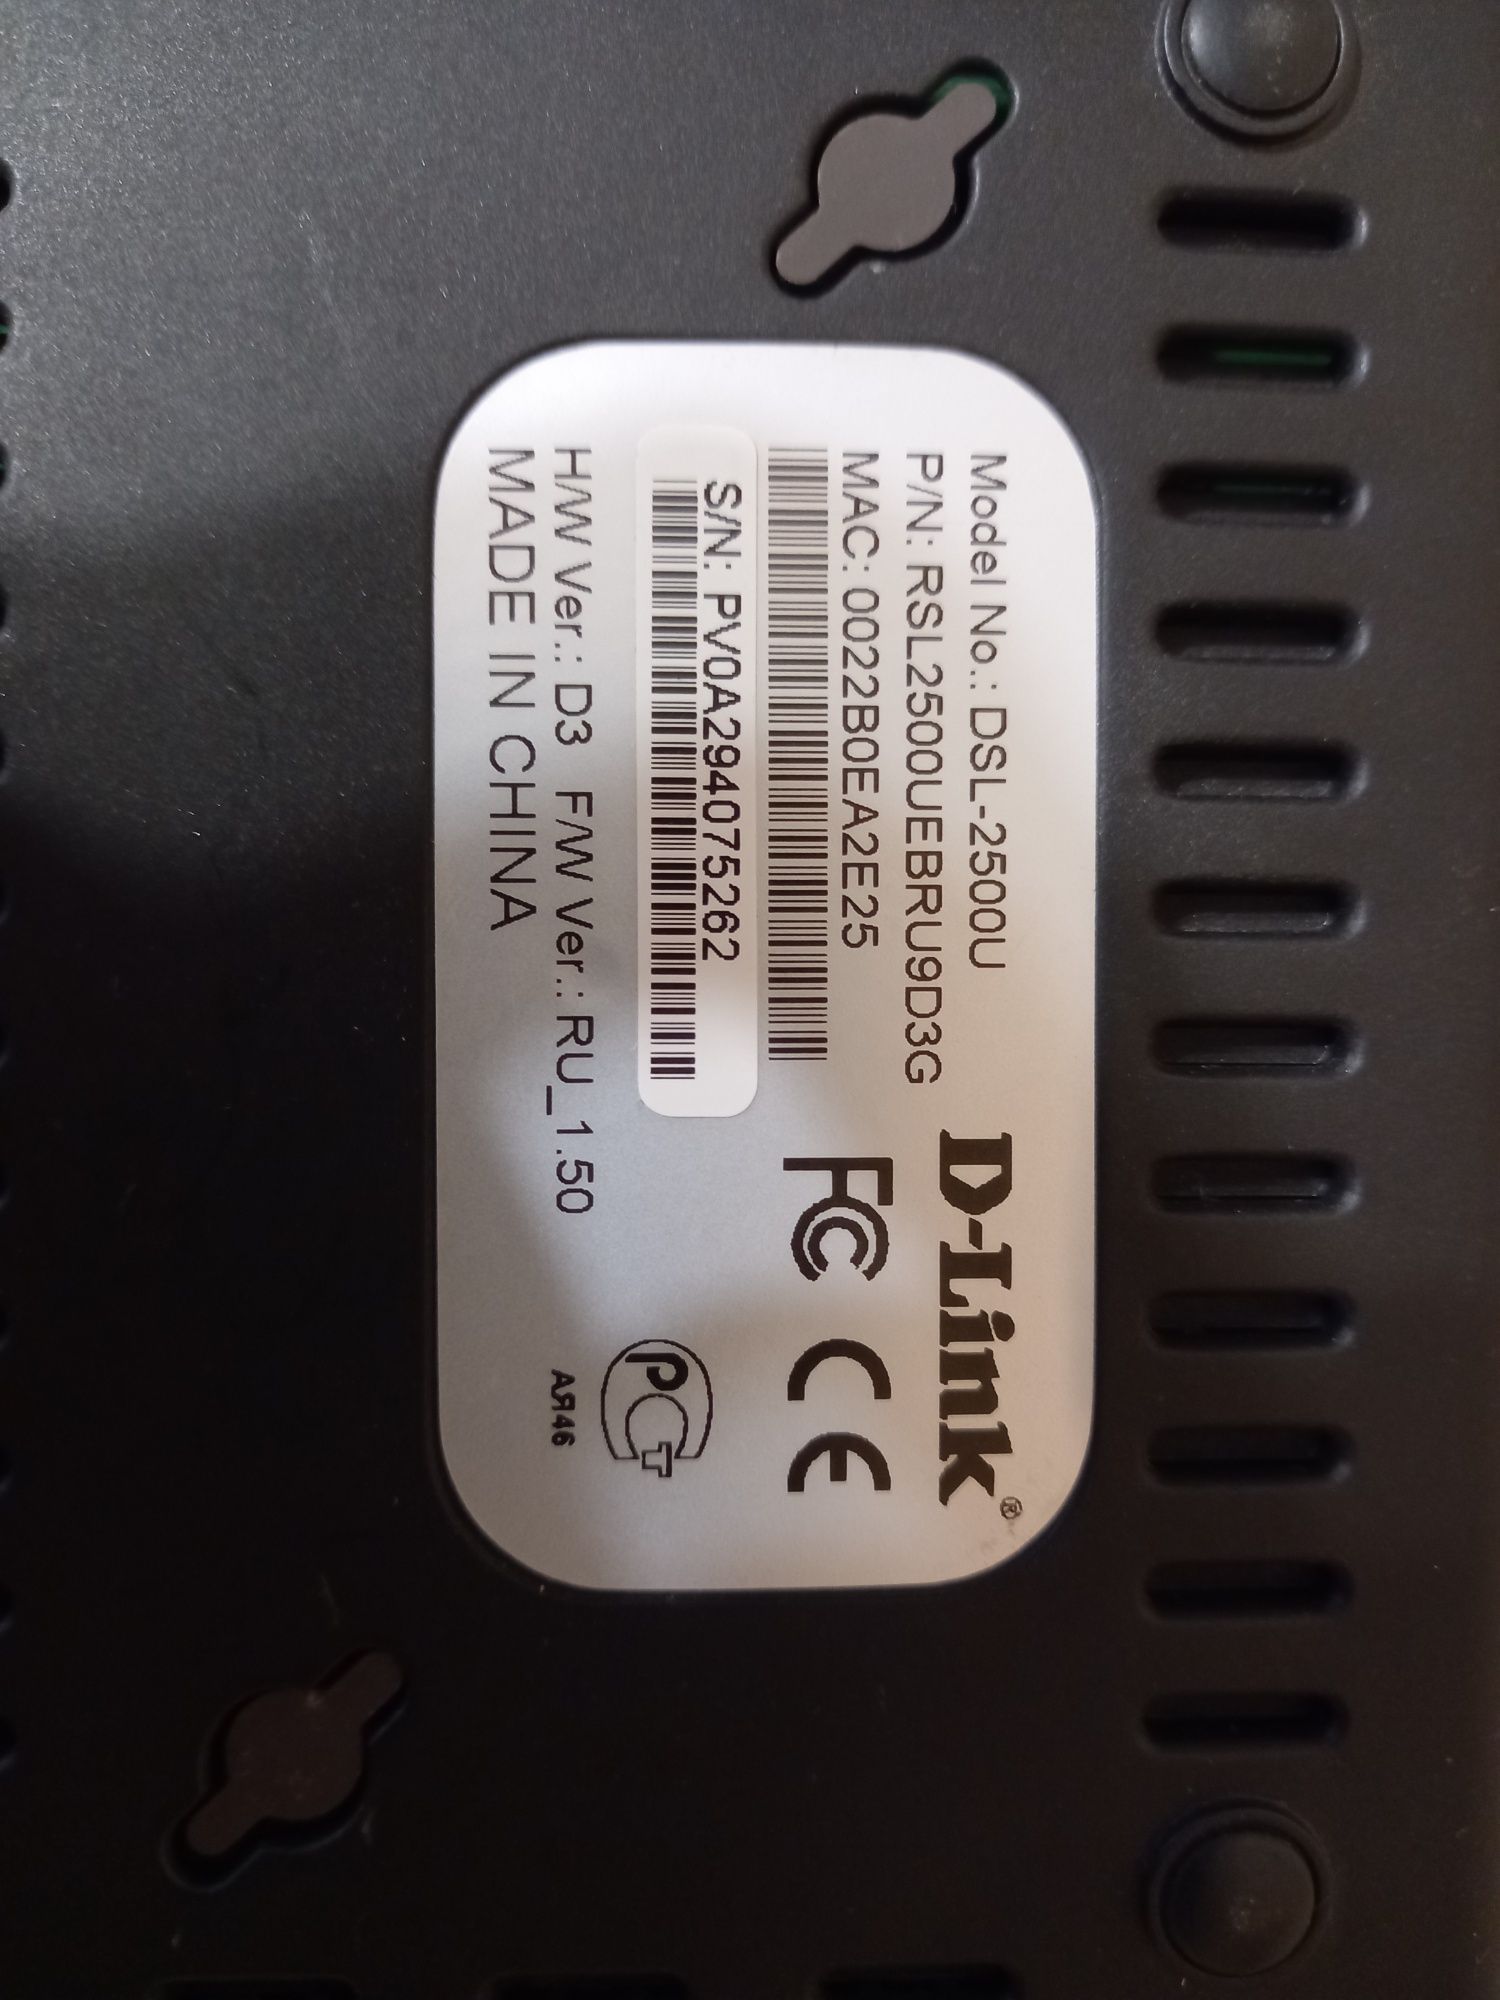 Model No.: DSL-2500U
P/N: RSL2500UEBRU9D3G
MAC: 0022B0EA2E25
S/N: PV0A294075262
H/W Ver.: D3 F/W Ver.: RU_1.50
MADE IN CHINA
D-Link®
FC CE
PCT
АЯ46